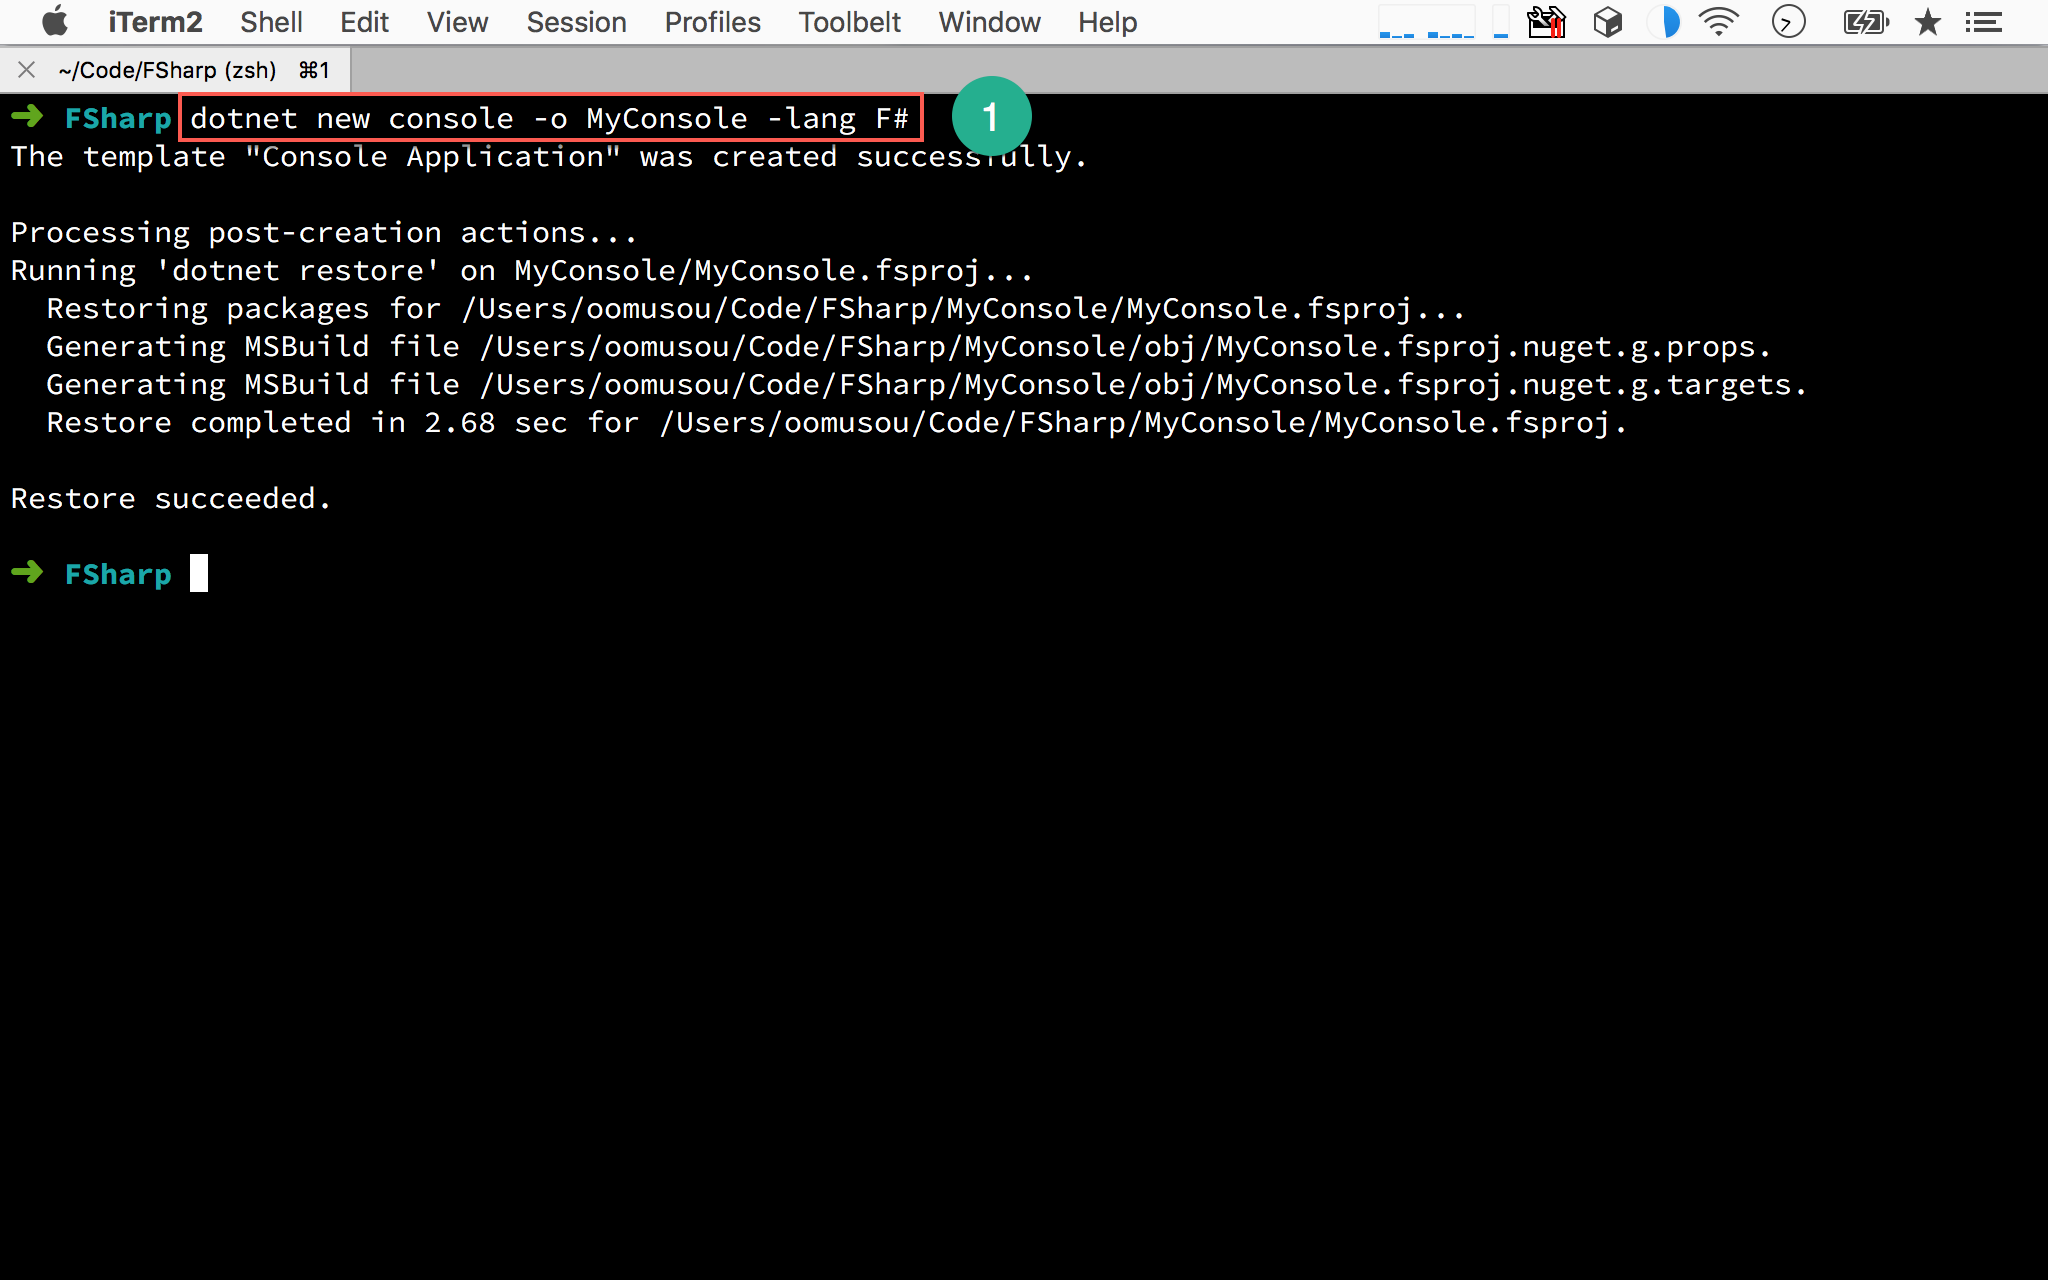 iTerm2 Shell Edit View Session Profiles Toolbelt Window Help
~/Code/FSharp (zsh) ⌘1
➜ FSharp dotnet new console -o MyConsole -lang F# 1
The template "Console Application" was created successfully.
Processing post-creation actions...
Running 'dotnet restore' on MyConsole/MyConsole.fsproj...
Restoring packages for /Users/oomusou/Code/FSharp/MyConsole/MyConsole.fsproj...
Generating MSBuild file /Users/oomusou/Code/FSharp/MyConsole/obj/MyConsole.fsproj.nuget.g.props.
Generating MSBuild file /Users/oomusou/Code/FSharp/MyConsole/obj/MyConsole.fsproj.nuget.g.targets.
Restore completed in 2.68 sec for /Users/oomusou/Code/FSharp/MyConsole/MyConsole.fsproj.
Restore succeeded.
➜ FSharp